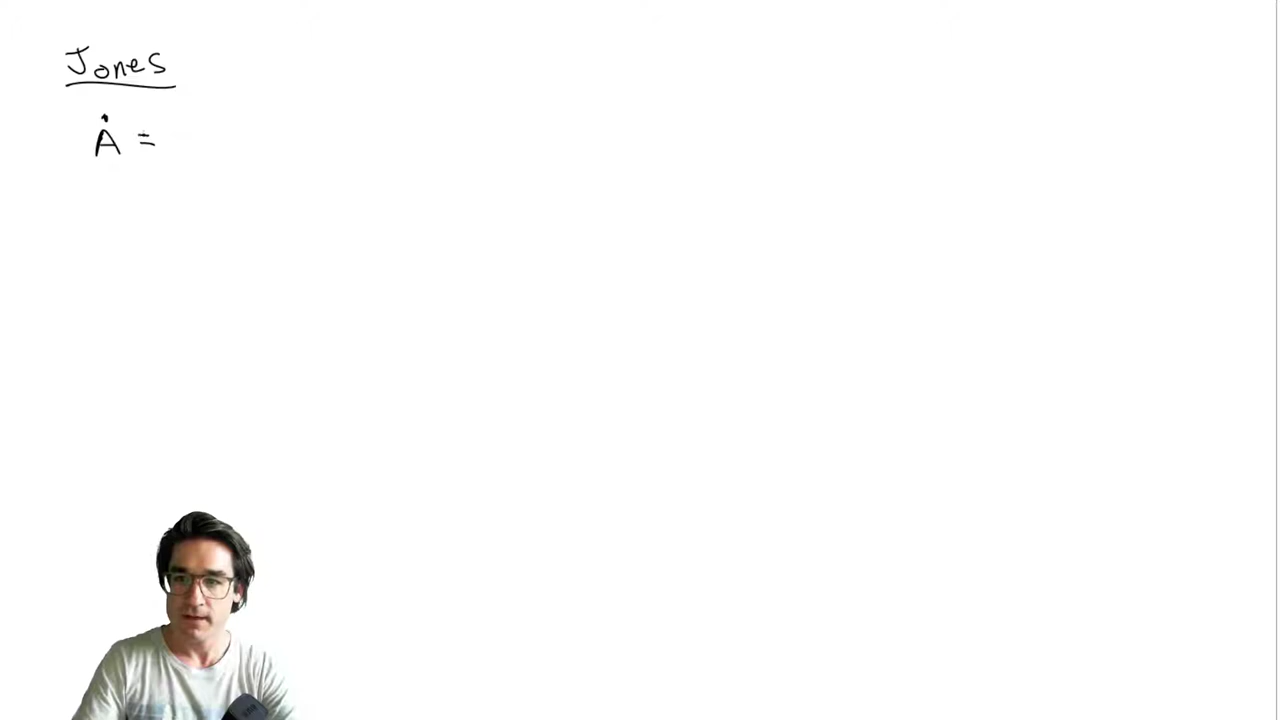 Jones
Ȧ =